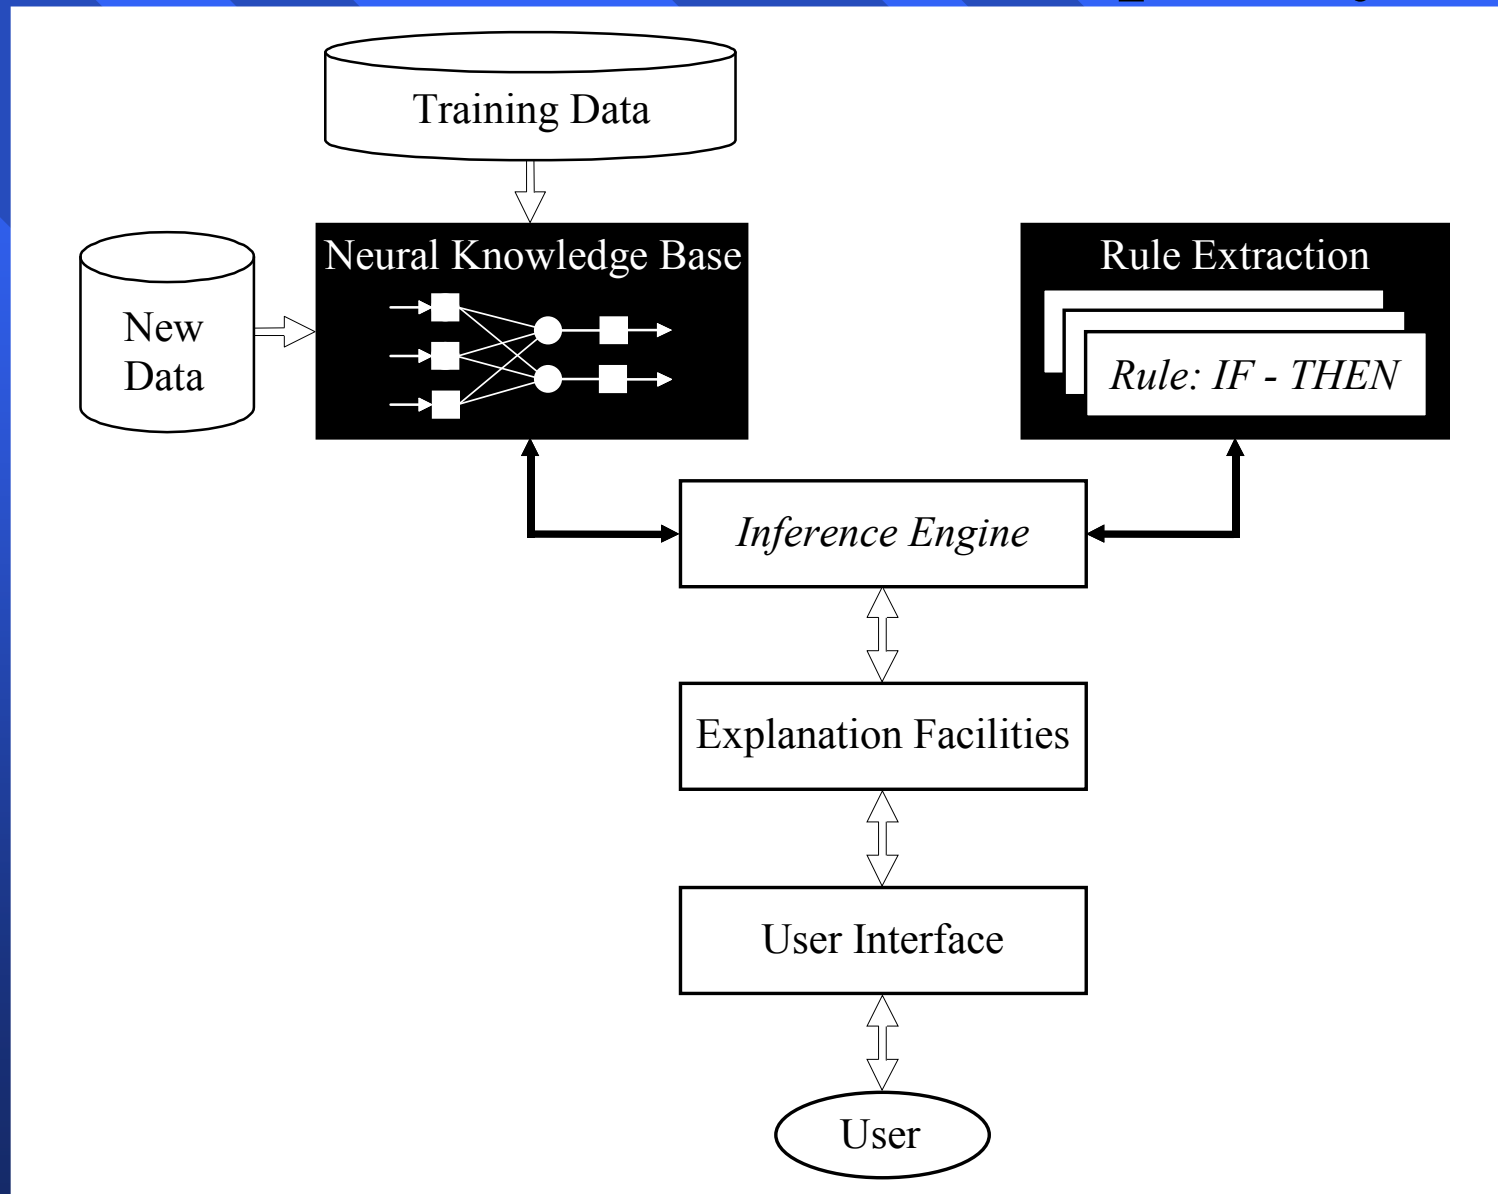 Training Data
Neural Knowledge Base
Rule Extraction
New
Data
Rule: IF - THEN
Inference Engine
Explanation Facilities
User Interface
User